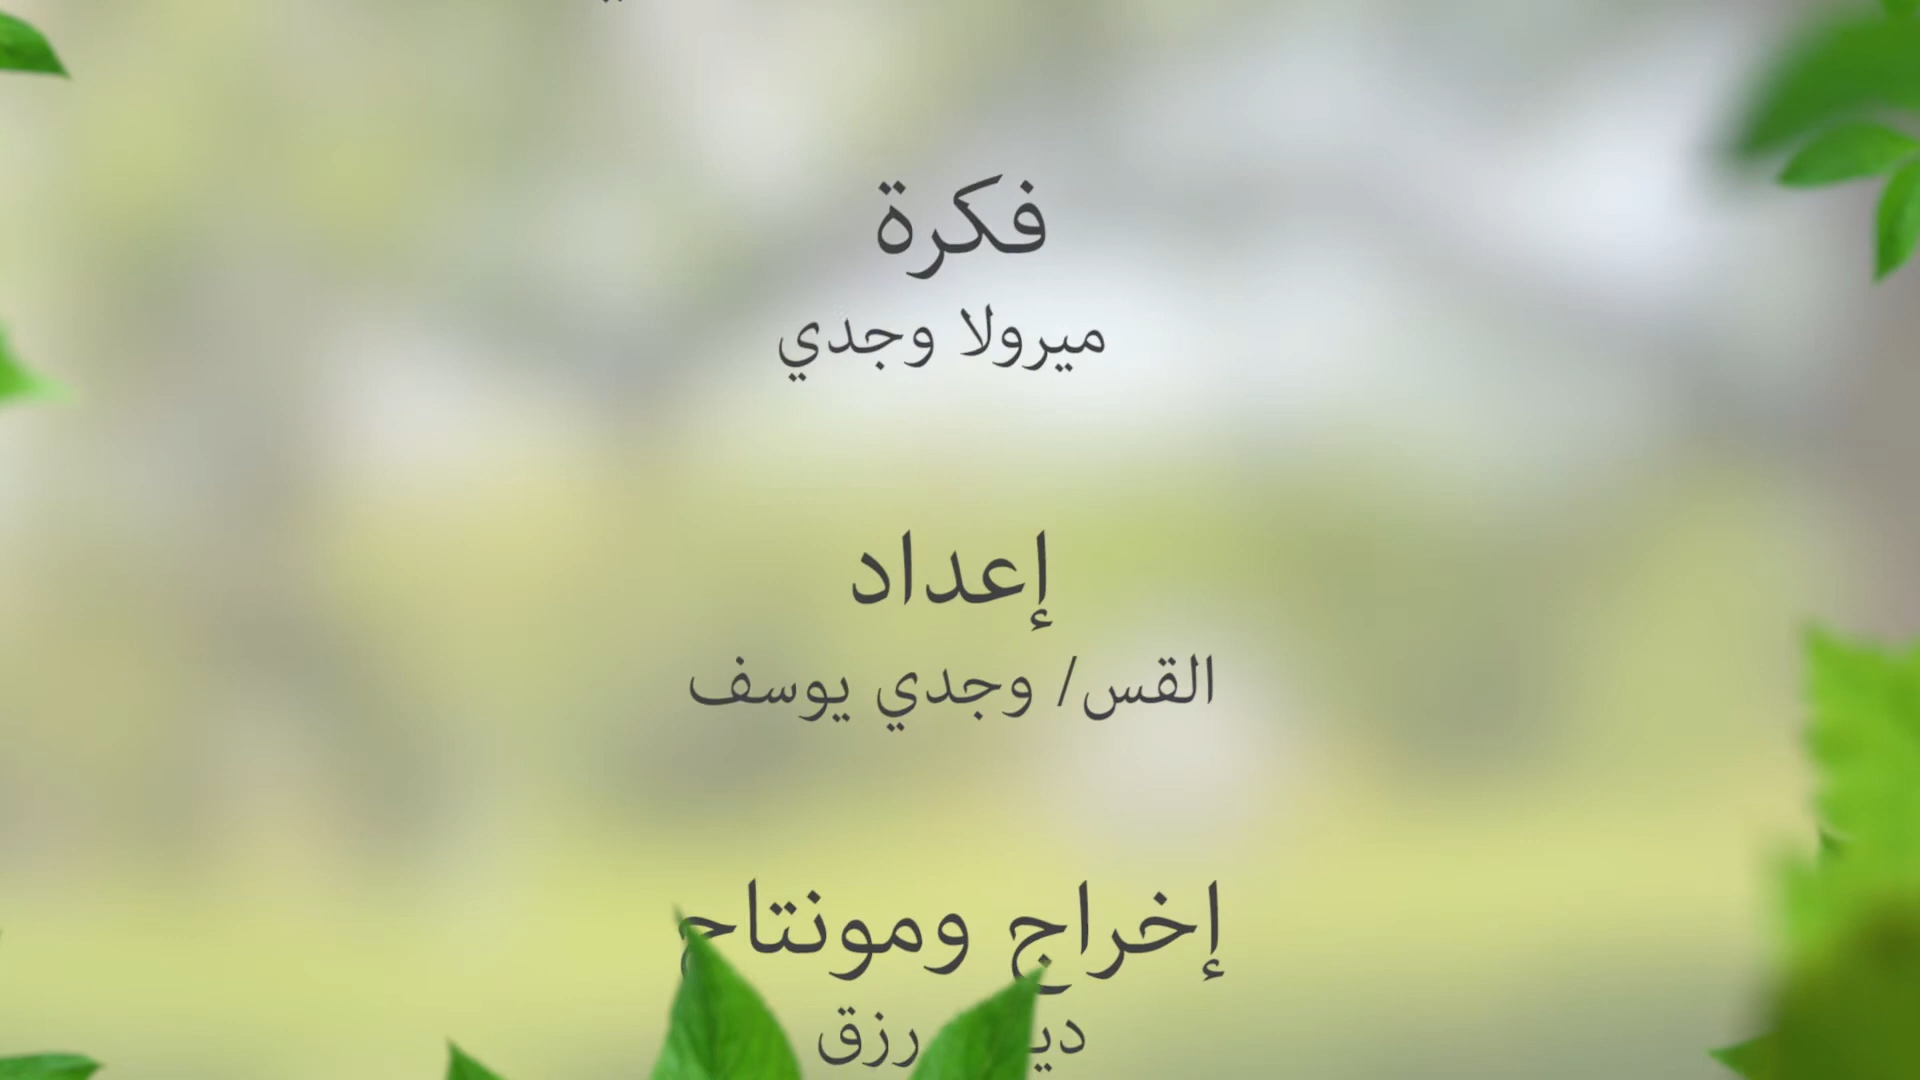 فكرة
ميرولا وجدي
إعداد
القس/ وجدي يوسف
إخراج ومونتاج
رزق